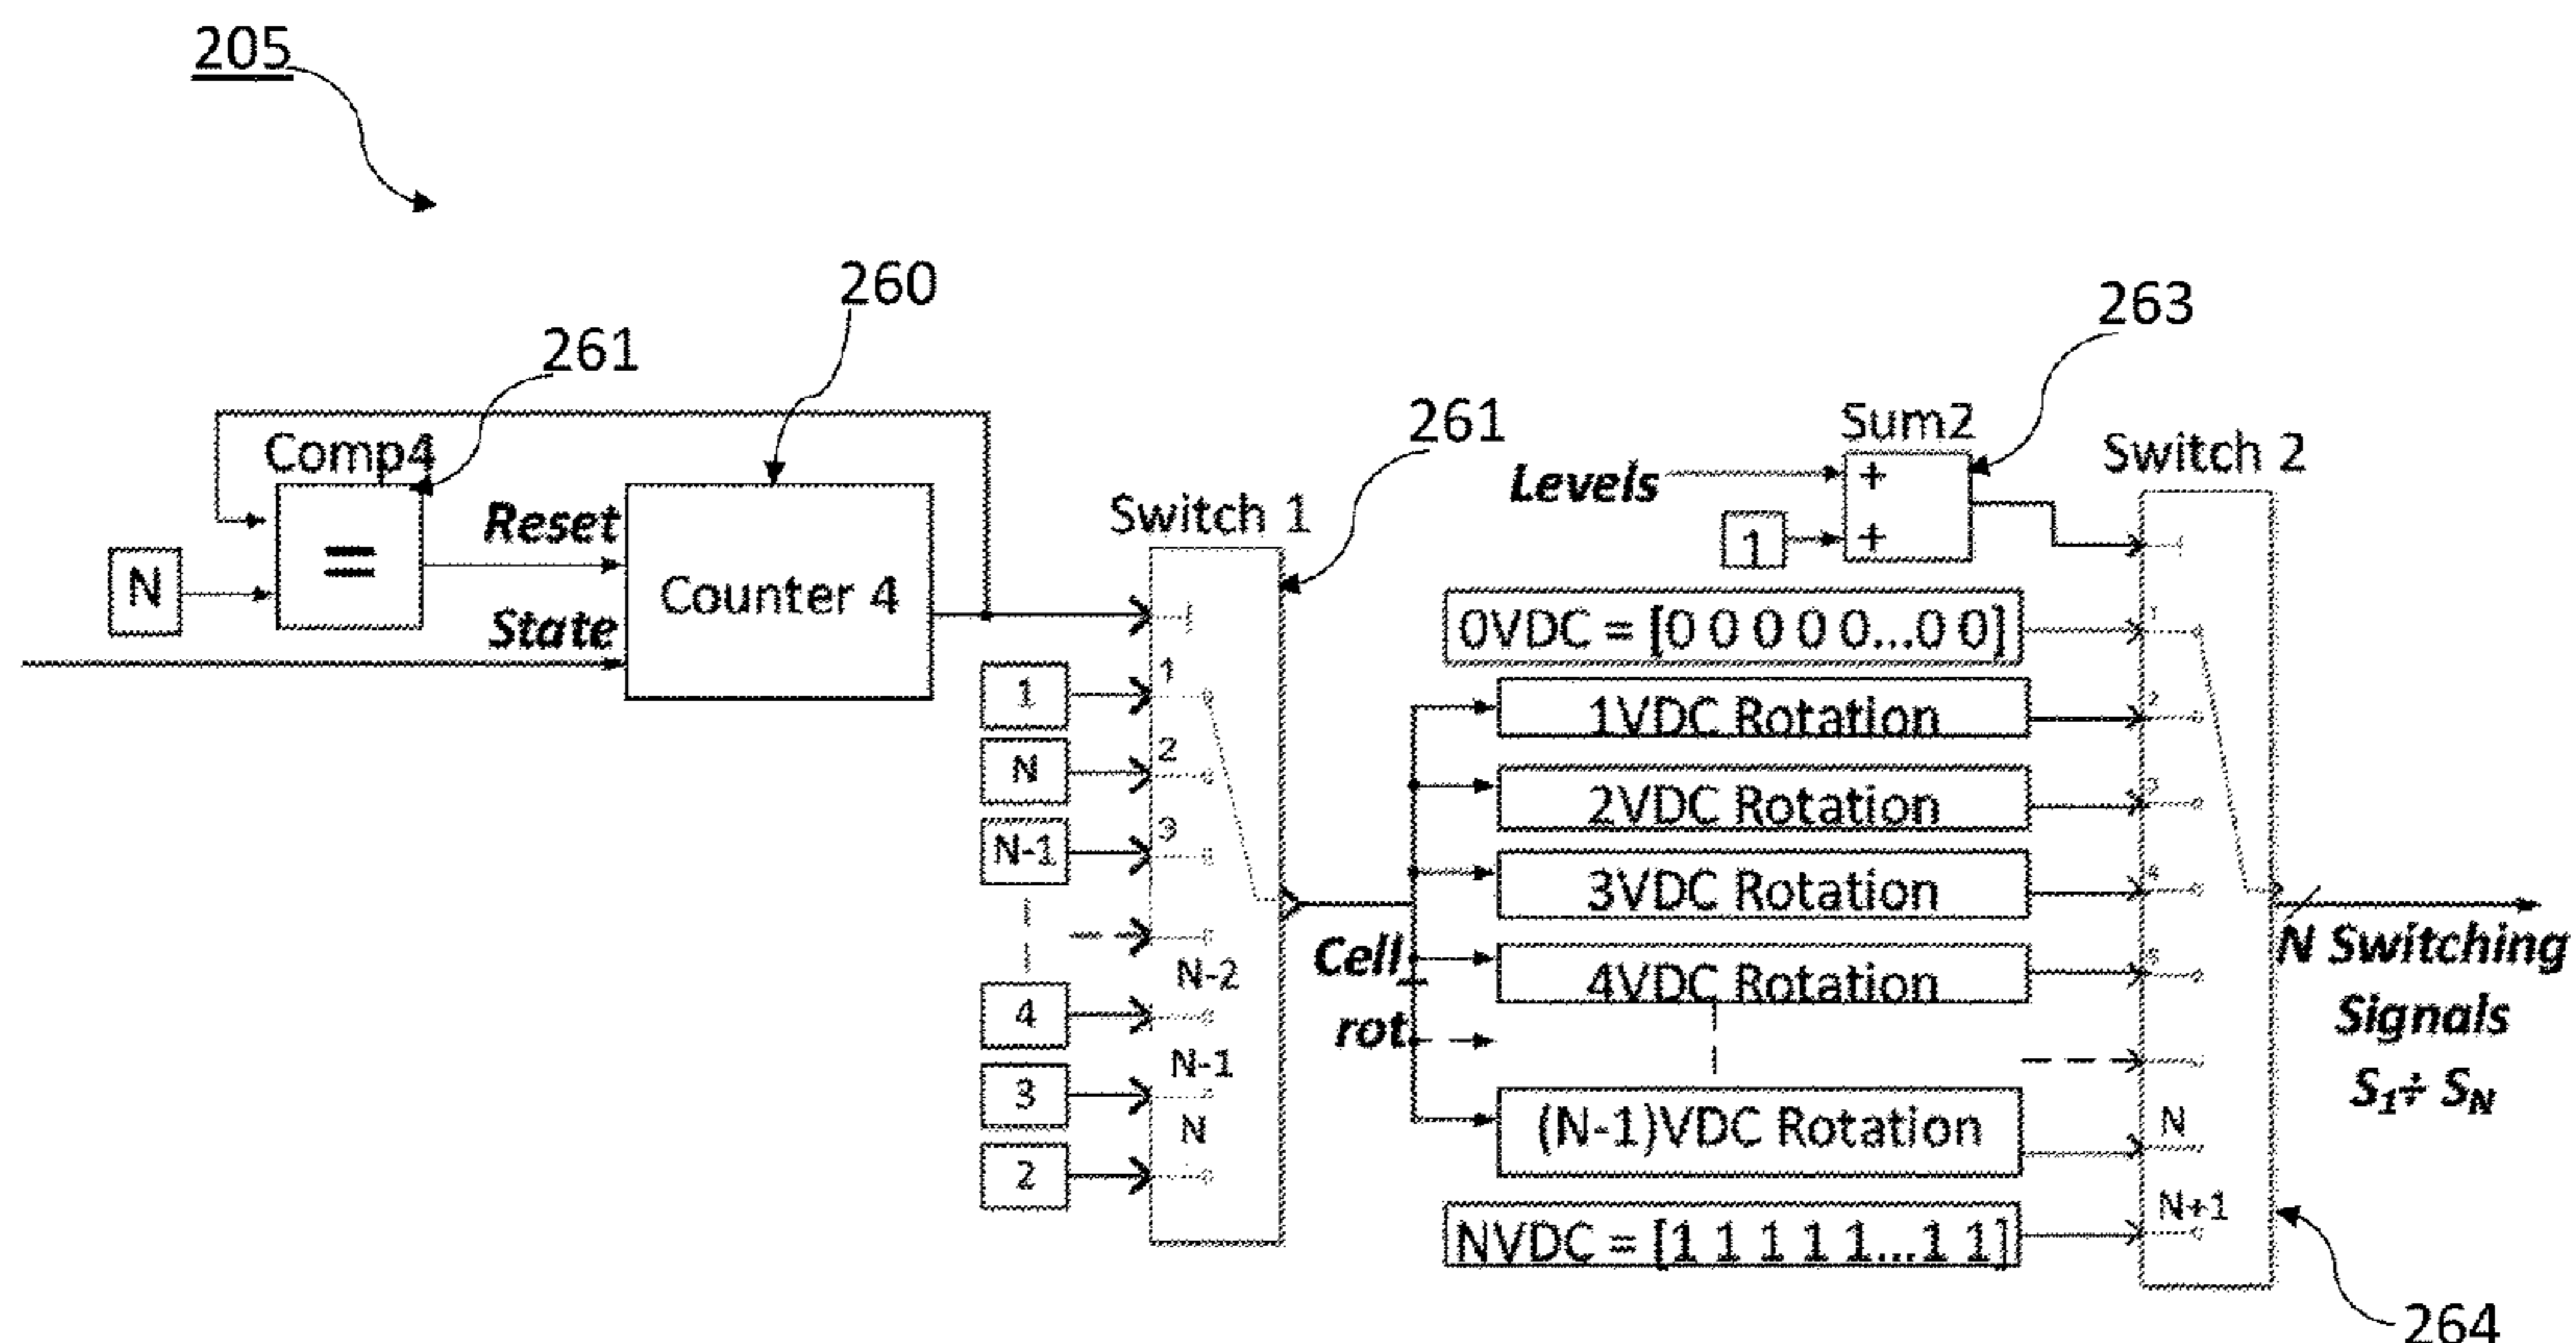 205
260
263
261
261
Sum2
Comp4
Levels
Switch 2
Reset
Switch 1
+
N
=
1
+
Counter 4
State
0VDC = [0 0 0 0 0...0 0]
1
1
1
1VDC Rotation
2
N
2
2VDC Rotation
3
N-1
3
3VDC Rotation
4
Cell
rot
4VDC Rotation
5
N Switching
Signals
S1÷ SN
N-2
4
N-1
3
(N-1)VDC Rotation
N
N
2
NVDC = [1 1 1 1 1...1 1]
N+1
264